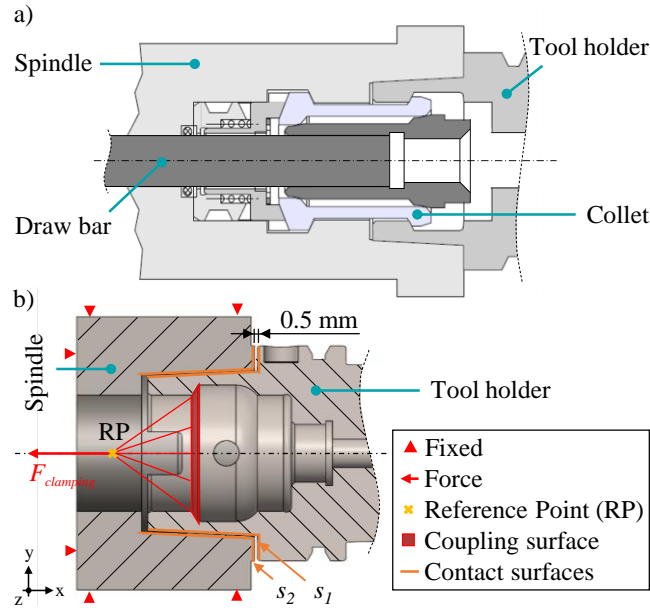 a)
Spindle
Tool holder
Draw bar
Collet
b)
0.5 mm
Spindle
RP
Tool holder
F_clamping
Fixed
Force
Reference Point (RP)
Coupling surface
Contact surfaces
y
z
x
s_2 s_1